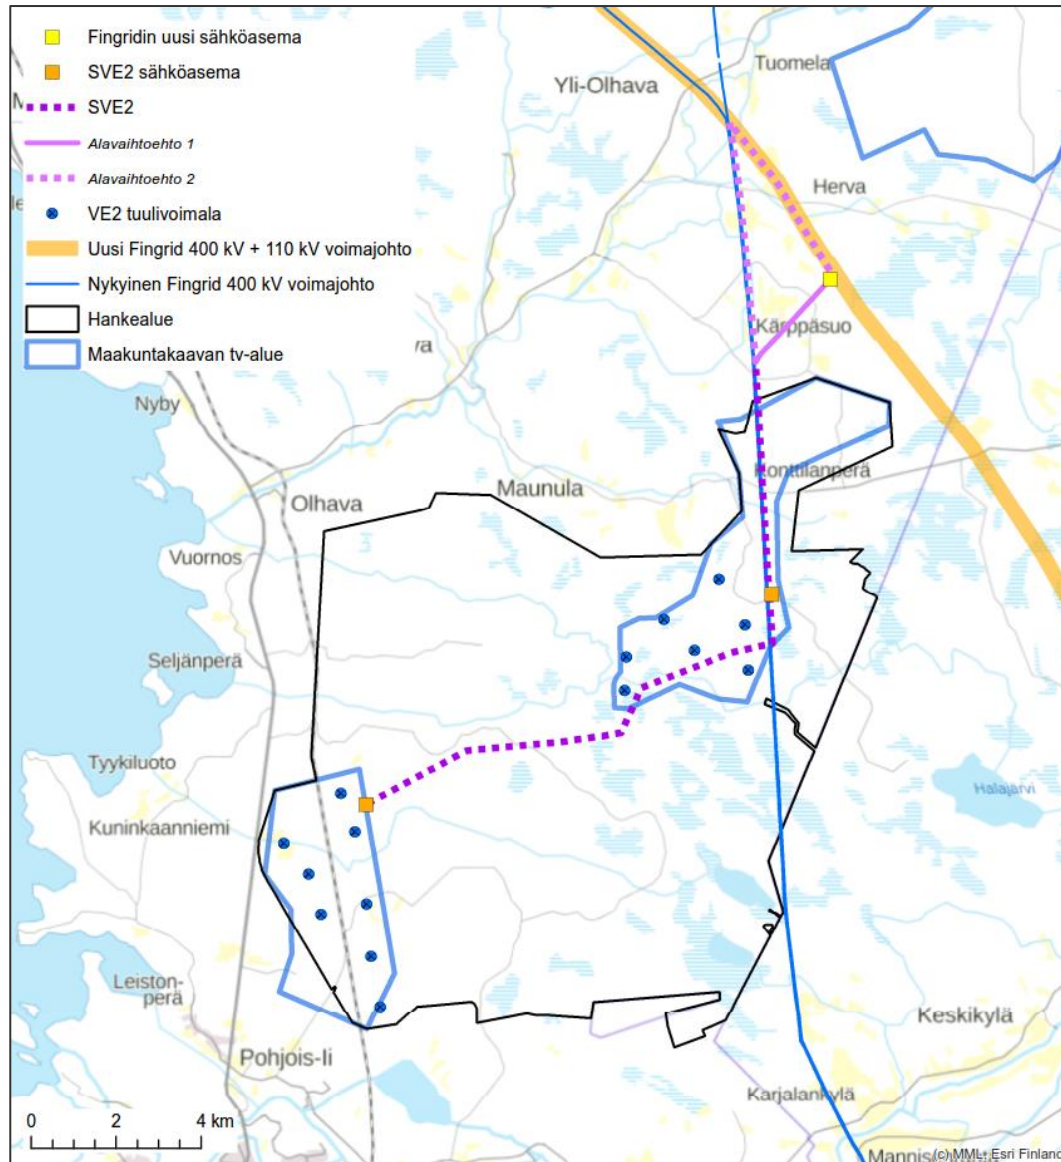 Fingridin uusi sähköasema
SVE2 sähköasema
SVE2
Alavaihtoehto 1
Alavaihtoehto 2
VE2 tuulivoimala
Uusi Fingrid 400 kV + 110 kV voimajohto
Nykyinen Fingrid 400 kV voimajohto
Hankealue
Maakuntakaavan tv-alue
Tuomela
Yli-Olhava
Herva
Kärppäsuo
va
Nyby
Konttilanperä
Maunula
Olhava
Vuornos
Seljänperä
Tyykiluoto
Halajärvi
Kuninkaanniemi
Leiston-
perä
Keskikylä
Pohjois-Ii
Karjalankylä
0 2 4 km
(c) MML, Esri Finland